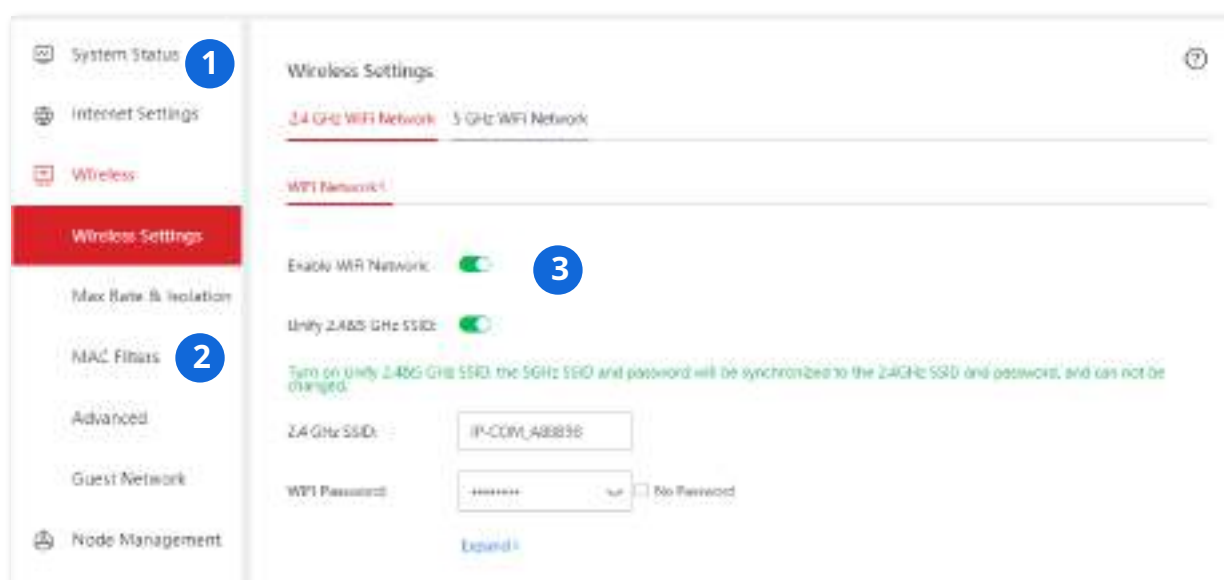 System Status
1
Internet Settings
Wireless
Wireless Settings
Max Rate & Isolation
MAC Filters
2
Advanced
Guest Network
Node Management
Wireless Settings
?
2.4 GHz WiFi Network 5 GHz WiFi Network
WiFi Network
Enable WiFi Network:
3
Unify 2.4&5 GHz SSID:
Turn on Unify 2.4&5 GHz SSID, the 5GHz SSID and password will be synchronized to the 2.4GHz SSID and password, and can not be
changed.
2.4 GHz SSID:
WiFi Password: ******** No Password
Expand